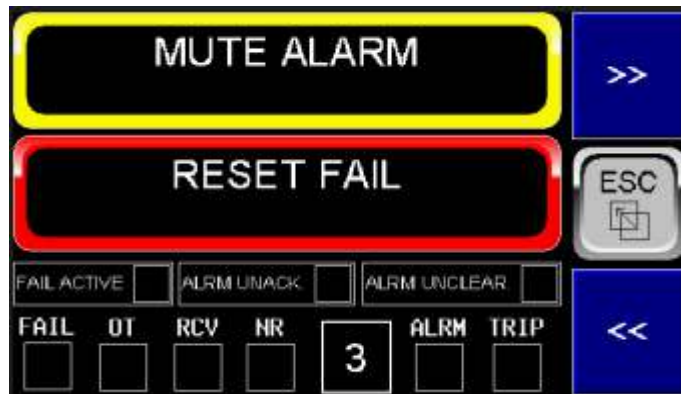 MUTE ALARM
>>
RESET FAIL
ESC
FAIL ACTIVE ALRM UNACK ALRM UNCLEAR
FAIL OT RCV NR 3 ALRM TRIP
<<